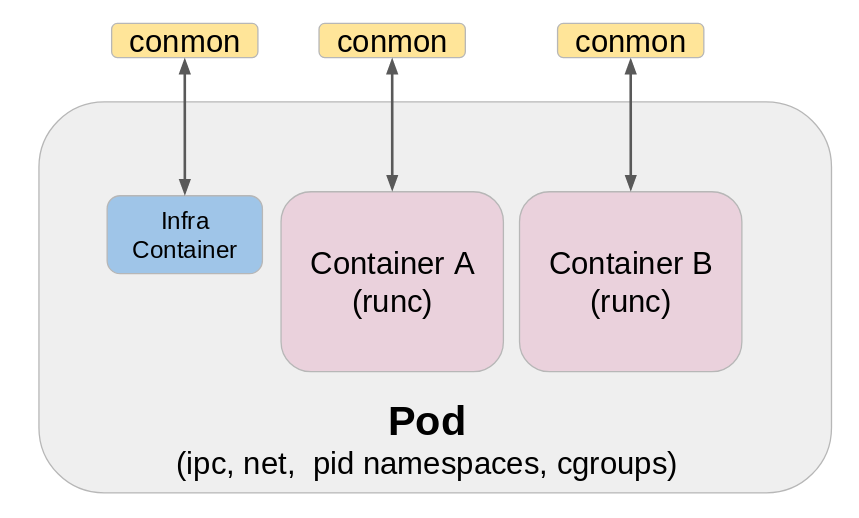 conmon
conmon
conmon
Infra
Container
Container A
(runc)
Container B
(runc)
Pod
(ipc, net,  pid namespaces, cgroups)